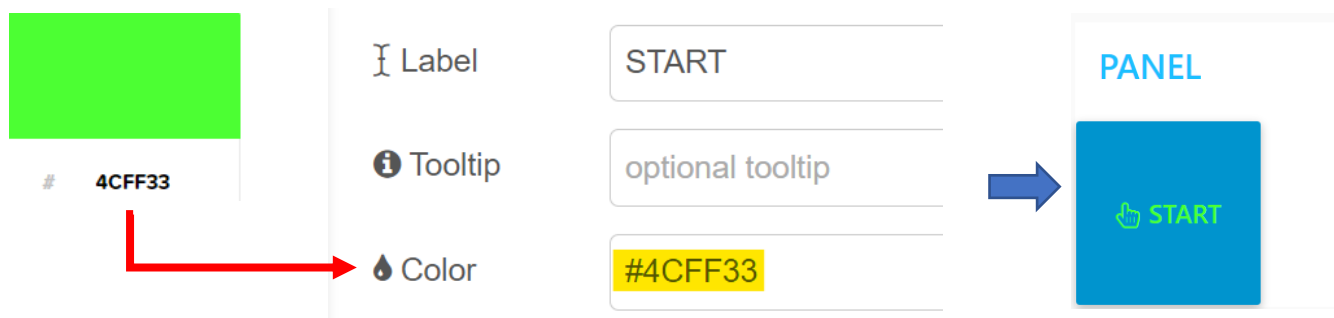 # 4CFF33
Label
START
Tooltip
optional tooltip
Color
#4CFF33
PANEL
START